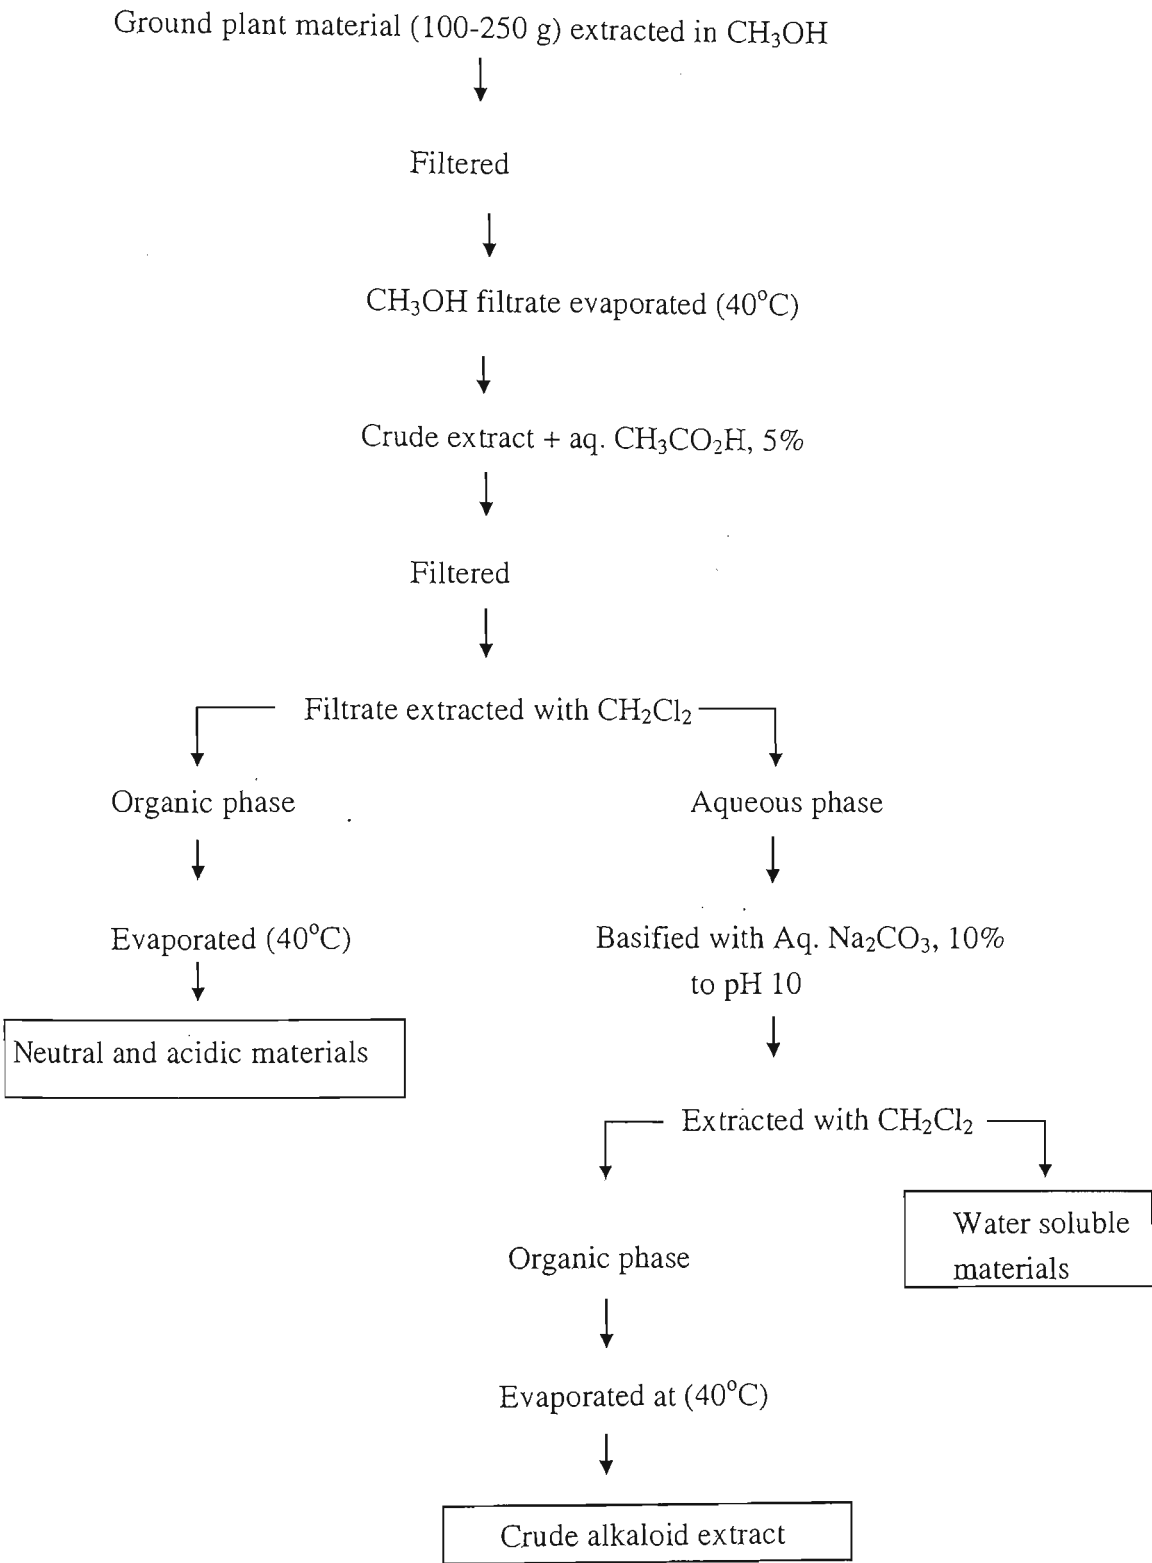 Ground plant material (100-250 g) extracted in CH₃OH
Filtered
CH₃OH filtrate evaporated (40°C)
Crude extract + aq. CH₃CO₂H, 5%
Filtered
Filtrate extracted with CH₂Cl₂
Organic phase
Aqueous phase
Evaporated (40°C)
Basified with Aq. Na₂CO₃, 10%
to pH 10
Neutral and acidic materials
Extracted with CH₂Cl₂
Water soluble
materials
Organic phase
Evaporated at (40°C)
Crude alkaloid extract